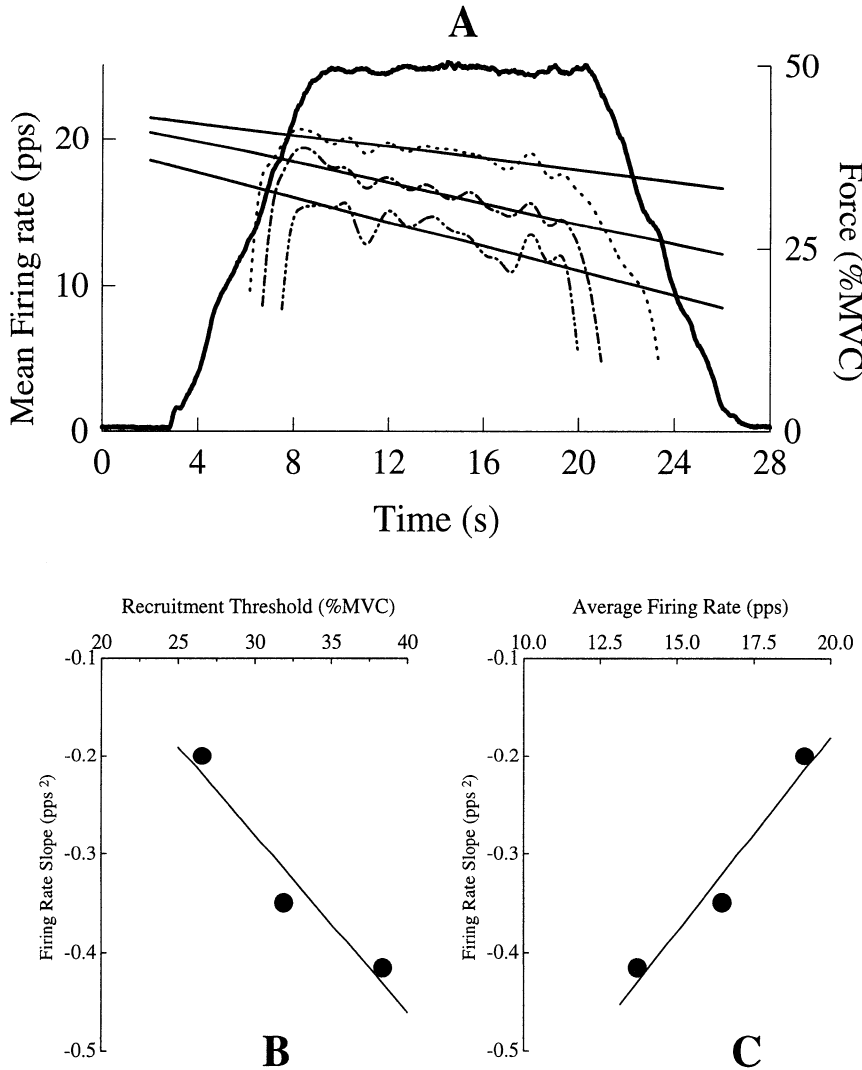 A
Mean Firing rate (pps)
20
10
0
50
25
0
Force (%MVC)
0 4 8 12 16 20 24 28
Time (s)
Recruitment Threshold (%MVC)
20 25 30 35 40
-0.1
-0.2
-0.3
-0.4
-0.5
Firing Rate Slope (pps ²)
B
Average Firing Rate (pps)
10.0 12.5 15.0 17.5 20.0
-0.1
-0.2
-0.3
-0.4
-0.5
Firing Rate Slope (pps ²)
C